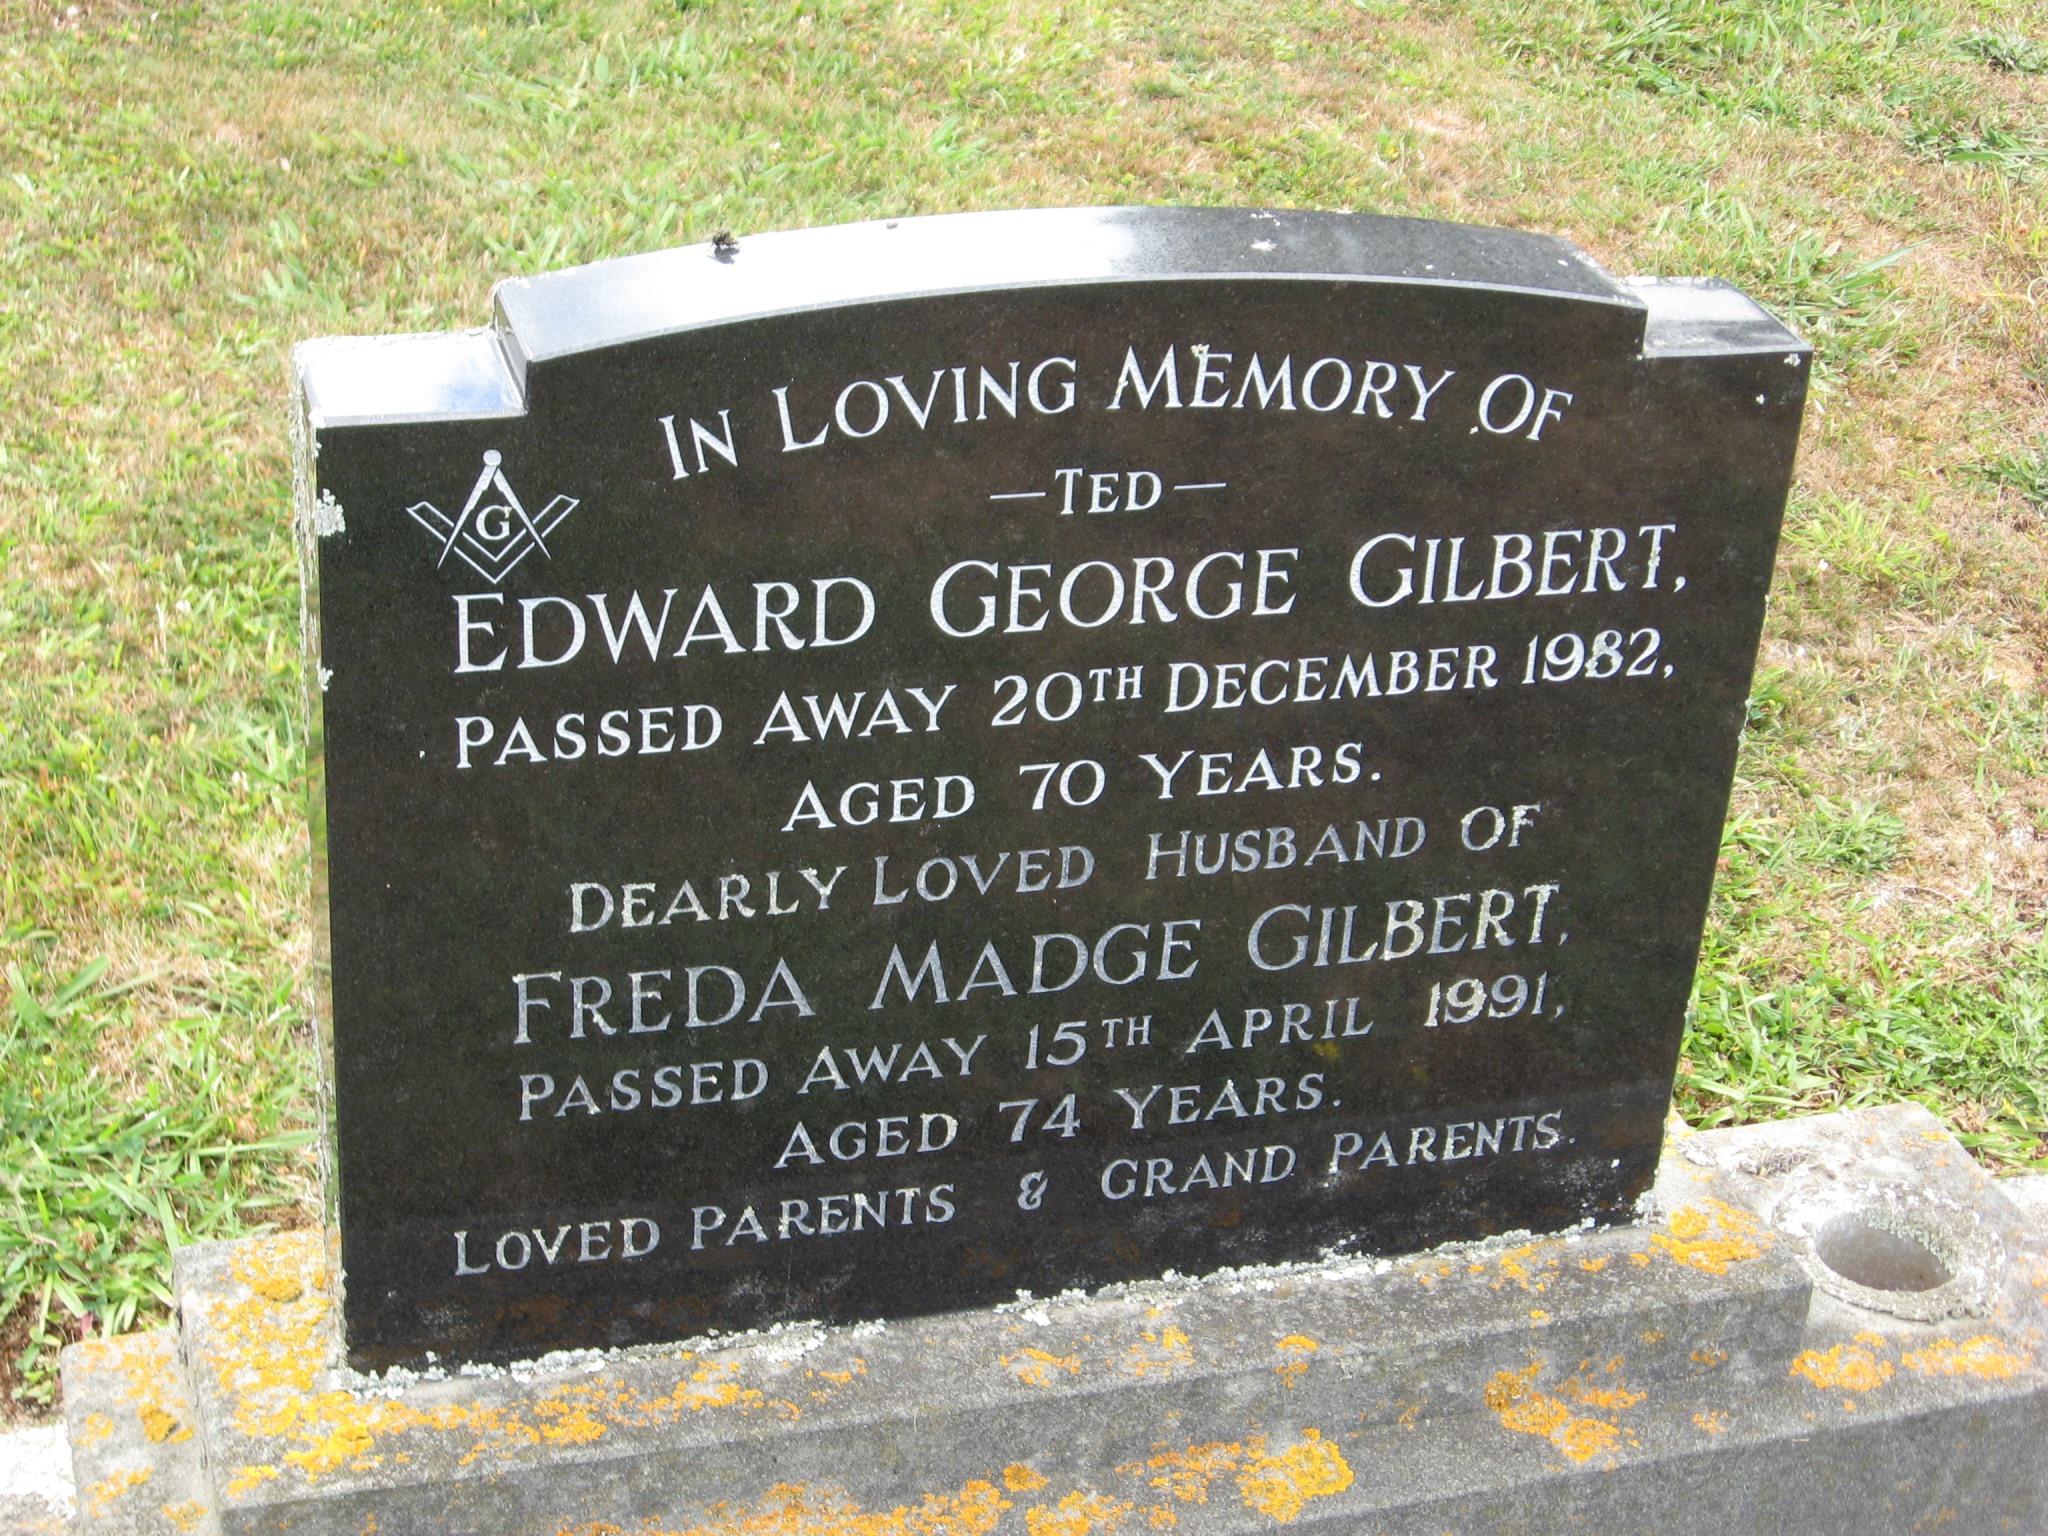 IN LOVING MEMORY OF
—TED—
G
EDWARD GEORGE GILBERT,
PASSED AWAY 20TH DECEMBER 1982,
AGED 70 YEARS.
DEARLY LOVED HUSBAND OF
FREDA MADGE GILBERT,
PASSED AWAY 15TH APRIL 1991,
AGED 74 YEARS.
LOVED PARENTS & GRAND PARENTS.